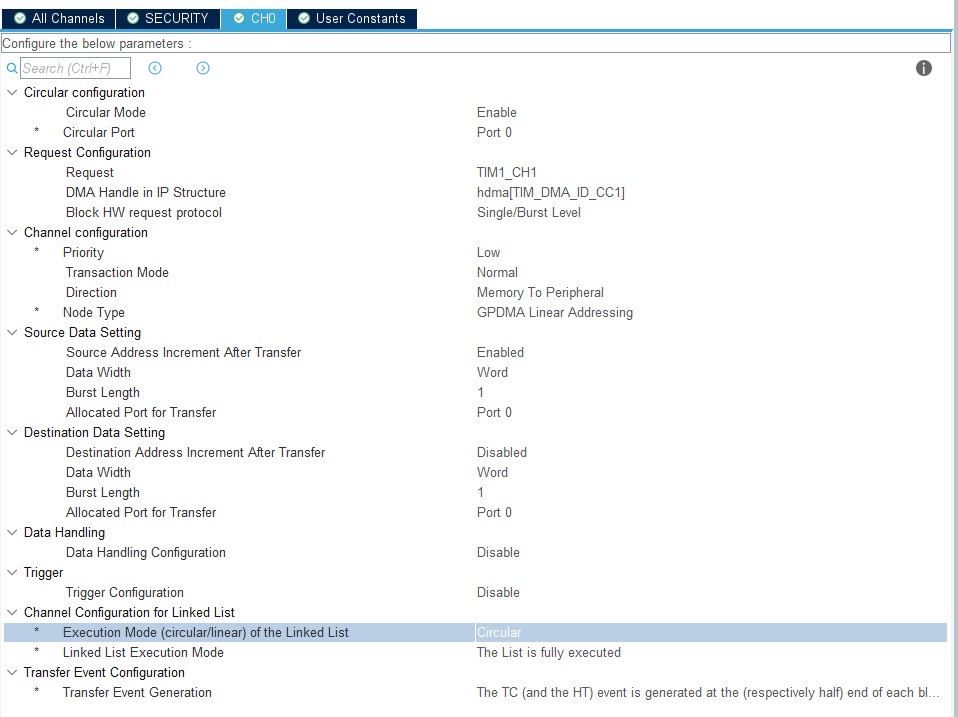 All Channels SECURITY CH0 User Constants
Configure the below parameters :
Search (Ctrl+F)
Circular configuration
Circular Mode Enable
* Circular Port Port 0
Request Configuration
Request TIM1_CH1
DMA Handle in IP Structure hdma[TIM_DMA_ID_CC1]
Block HW request protocol Single/Burst Level
Channel configuration
* Priority Low
Transaction Mode Normal
Direction Memory To Peripheral
* Node Type GPDMA Linear Addressing
Source Data Setting
Source Address Increment After Transfer Enabled
Data Width Word
Burst Length 1
Allocated Port for Transfer Port 0
Destination Data Setting
Destination Address Increment After Transfer Disabled
Data Width Word
Burst Length 1
Allocated Port for Transfer Port 0
Data Handling
Data Handling Configuration Disable
Trigger
Trigger Configuration Disable
Channel Configuration for Linked List
* Execution Mode (circular/linear) of the Linked List Circular
* Linked List Execution Mode The List is fully executed
Transfer Event Configuration
* Transfer Event Generation The TC (and the HT) event is generated at the (respectively half) end of each bl...